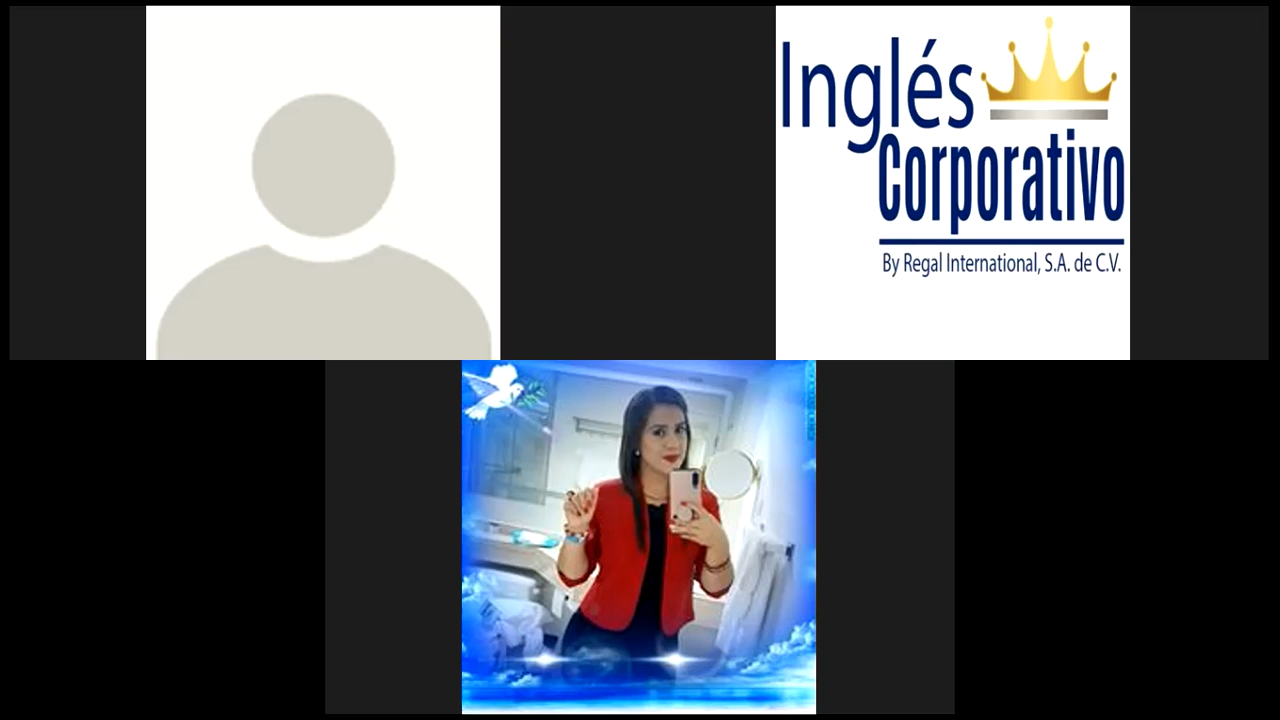 Inglés
Corporativo
By Regal International, S.A. de C.V.